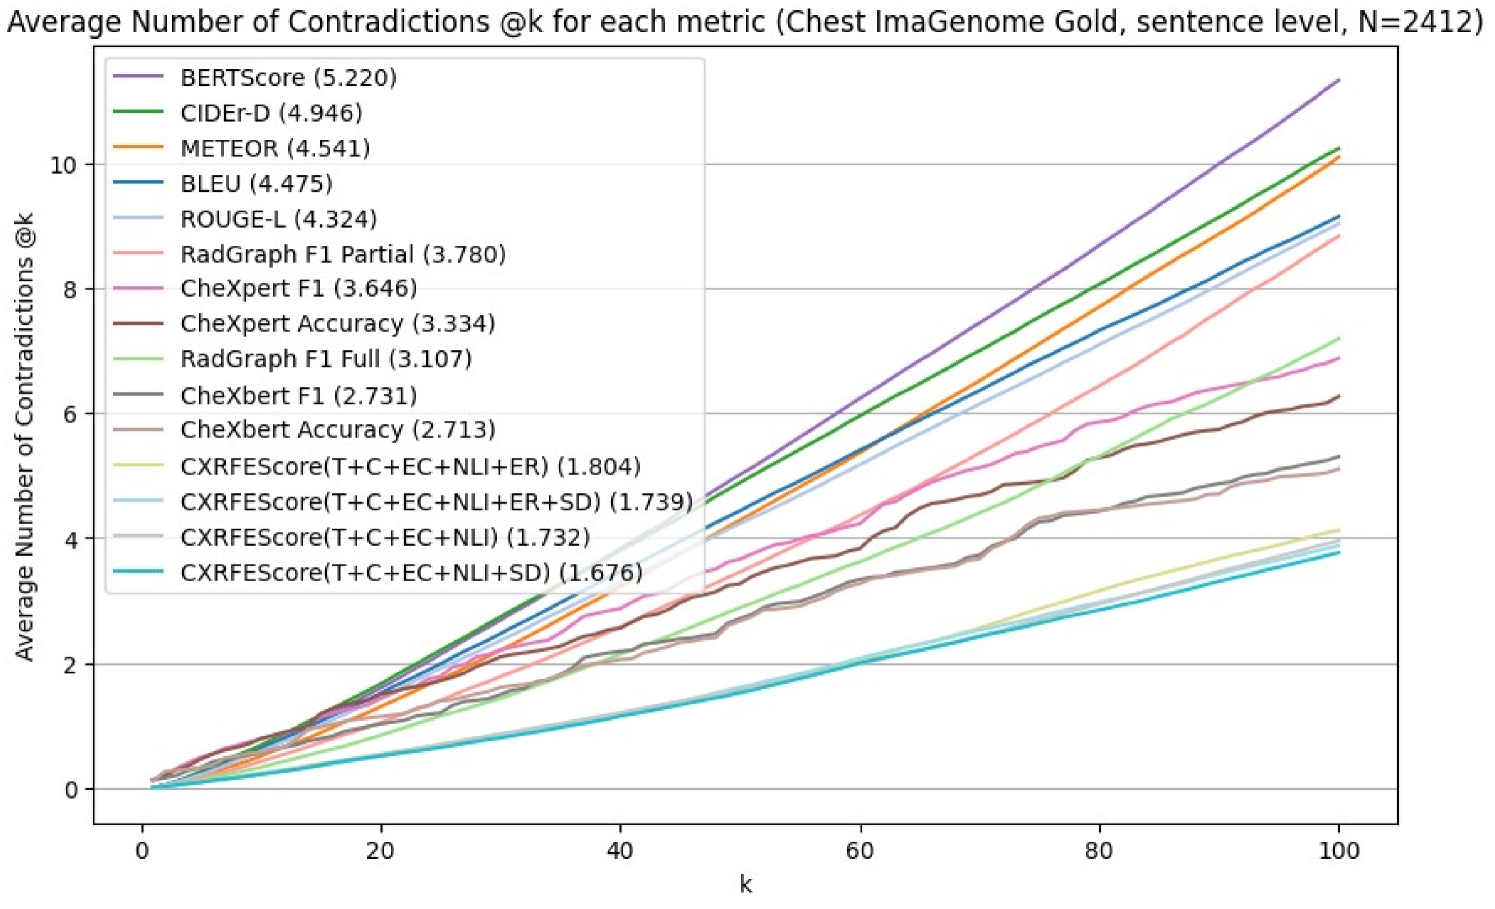 Average Number of Contradictions @k for each metric (Chest ImaGenome Gold, sentence level, N=2412)
BERTScore (5.220)
CIDEr-D (4.946)
METEOR (4.541)
BLEU (4.475)
ROUGE-L (4.324)
RadGraph F1 Partial (3.780)
CheXpert F1 (3.646)
CheXpert Accuracy (3.334)
RadGraph F1 Full (3.107)
CheXbert F1 (2.731)
CheXbert Accuracy (2.713)
CXRFEScore(T+C+EC+NLI+ER) (1.804)
CXRFEScore(T+C+EC+NLI+ER+SD) (1.739)
CXRFEScore(T+C+EC+NLI) (1.732)
CXRFEScore(T+C+EC+NLI+SD) (1.676)
Average Number of Contradictions @k
10
8
6
4
2
0
0 20 40 60 80 100
k